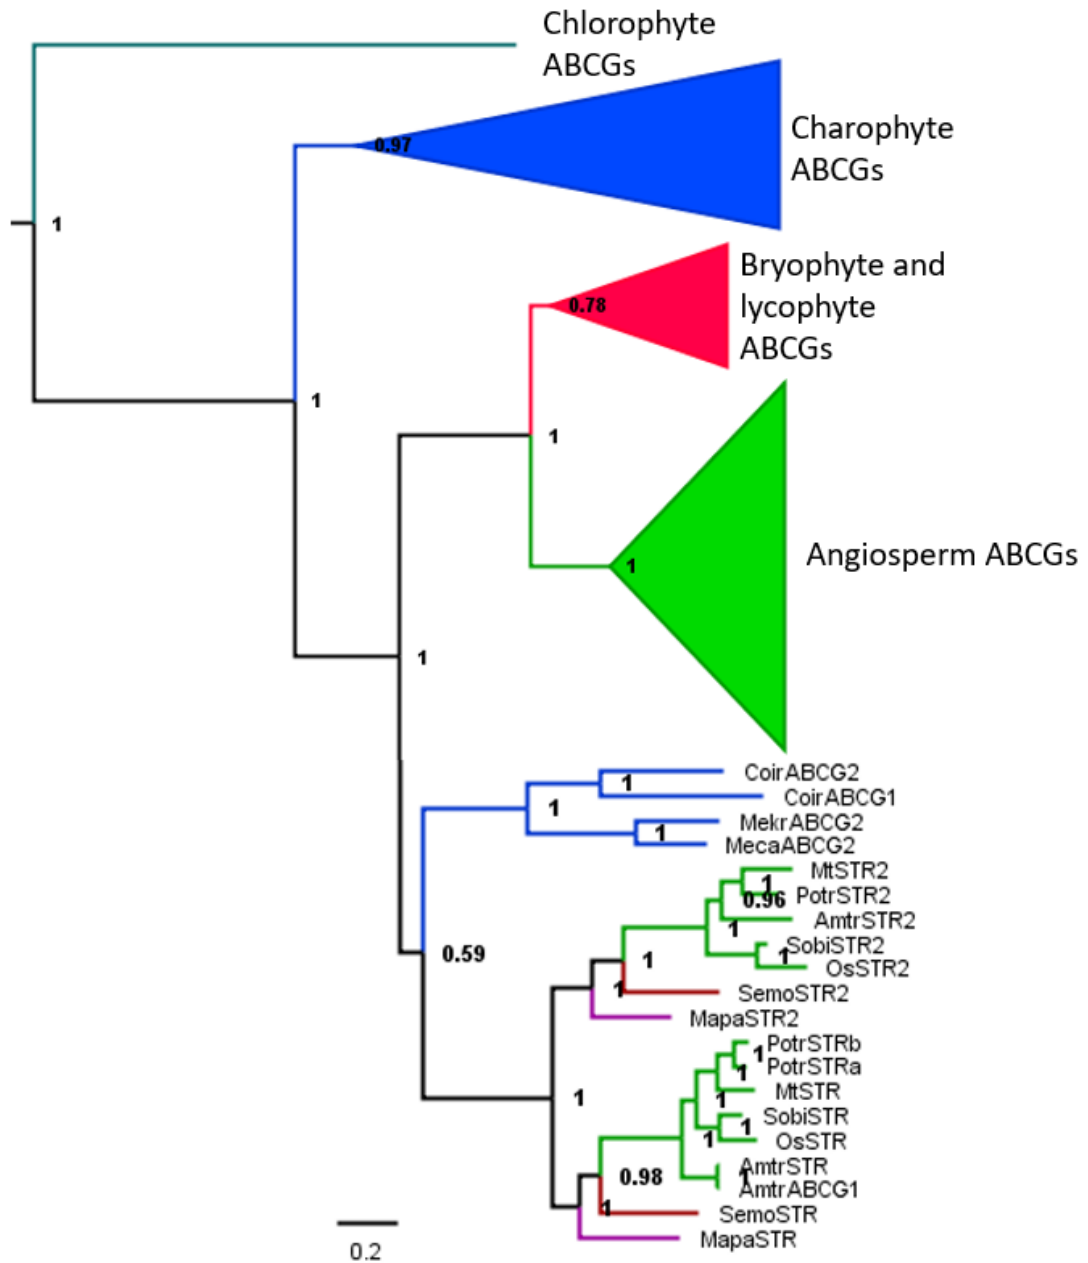 Chlorophyte
ABCGs
0.97
Charophyte
ABCGs
1
Bryophyte and
lycophyte
ABCGs
0.78
1
1
Angiosperm ABCGs
1
1
CoirABCG2
1
CoirABCG1
1
MekrABCG2
1
MecaABCG2
MtSTR2
1
PotrSTR2
0.96
AmtrSTR2
1
SobiSTR2
1
0.59
1
OsSTR2
1
SemoSTR2
MapaSTR2
PotrSTRb
1
PotrSTRa
1
MtSTR
1
1
SobiSTR
1
OsSTR
1
AmtrSTR
0.98
1
AmtrABCG1
1
SemoSTR
MapaSTR
0.2